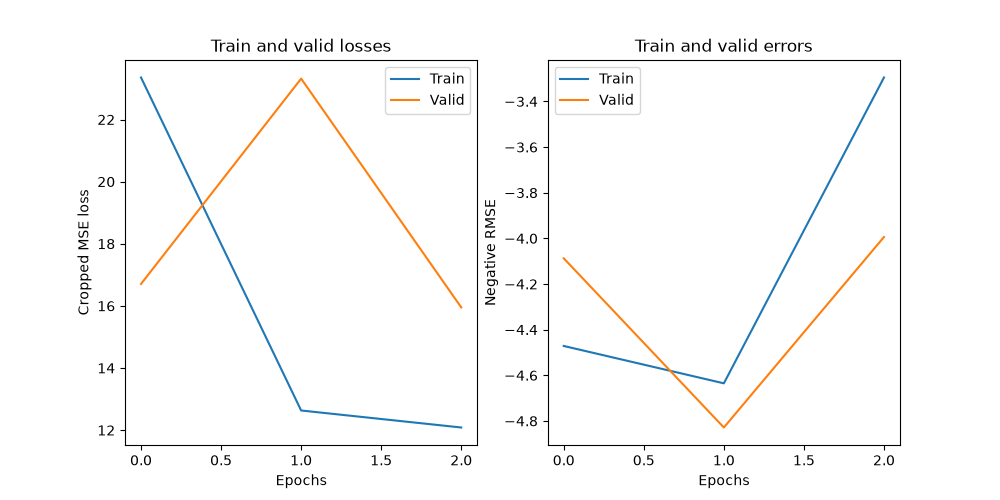 Train and valid losses
Train
Valid
22
20
18
16
14
12
Cropped MSE loss
0.0 0.5 1.0 1.5 2.0
Epochs
Train and valid errors
Train
Valid
−3.4
−3.6
−3.8
−4.0
−4.2
−4.4
−4.6
−4.8
Negative RMSE
0.0 0.5 1.0 1.5 2.0
Epochs